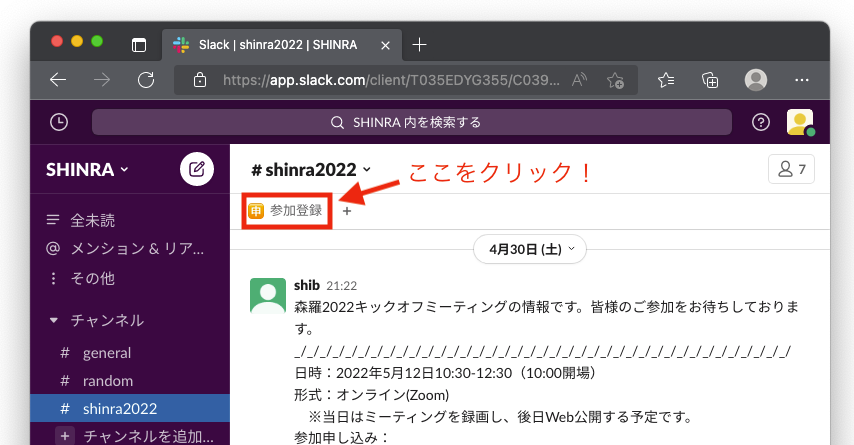 Slack | shinra2022 | SHINRA
https://app.slack.com/client/T035EDYG355/C039...
SHINRA 内を検索する
SHINRA
# shinra2022
ここをクリック！
7
申 参加登録 +
全未読
@ メンション & リア...
その他
4月30日 (土)
shib 21:22
森羅2022キックオフミーティングの情報です。皆様のご参加をお待ちしておりま
す。
_/_/_/_/_/_/_/_/_/_/_/_/_/_/_/_/_/_/_/_/_/_/_/_/_/_/_/_/_/_/_/_/_/_/_/_/_/_/_/
チャンネル
# general
日時：2022年5月12日10:30-12:30（10:00開場）
# random
形式：オンライン(Zoom)
# shinra2022
※当日はミーティングを録画し、後日Web公開する予定です。
+ チャンネルを追加...
参加申し込み：